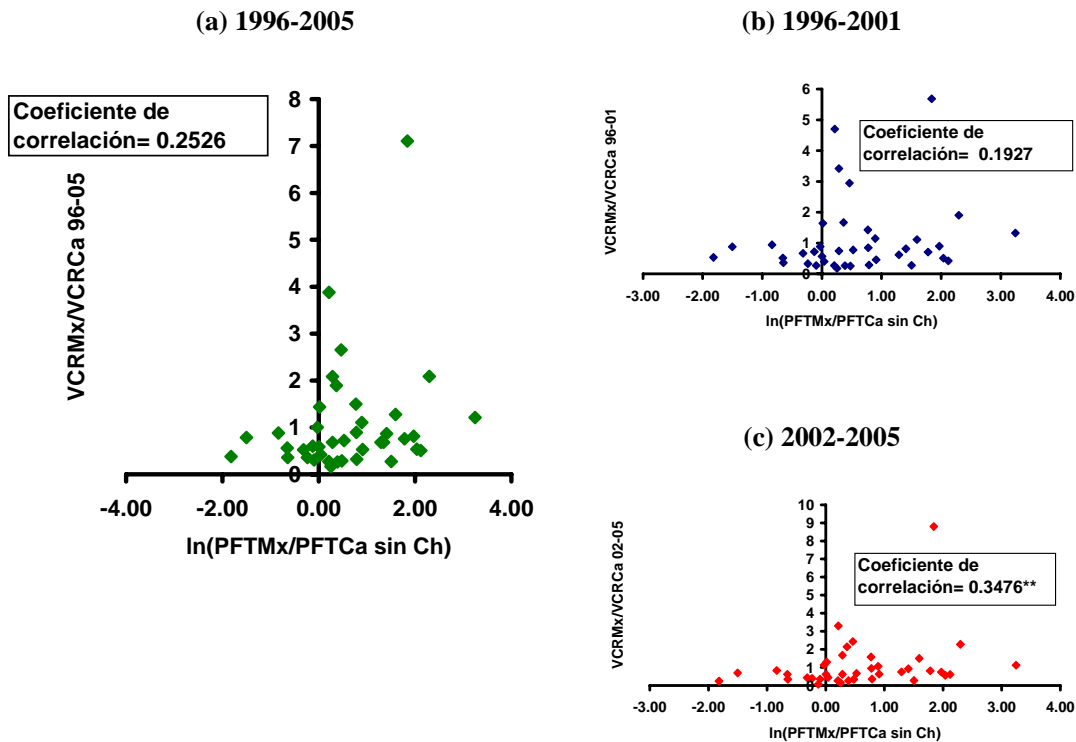 (a) 1996-2005
Coeficiente de
correlación= 0.2526
VCRMx/VCRCa 96-05
8
7
6
5
4
3
2
1
0
-4.00 -2.00 0.00 2.00 4.00
ln(PFTMx/PFTCa sin Ch)
(b) 1996-2001
Coeficiente de
correlación= 0.1927
VCRMx/VCRCa 96-01
6
5
4
3
2
1
0
-3.00 -2.00 -1.00 0.00 1.00 2.00 3.00 4.00
ln(PFTMx/PFTCa sin Ch)
(c) 2002-2005
Coeficiente de
correlación= 0.3476**
VCRMx/VCRCa 02-05
10
9
8
7
6
5
4
3
2
1
0
-3.00 -2.00 -1.00 0.00 1.00 2.00 3.00 4.00
ln(PFTMx/PFTCa sin Ch)